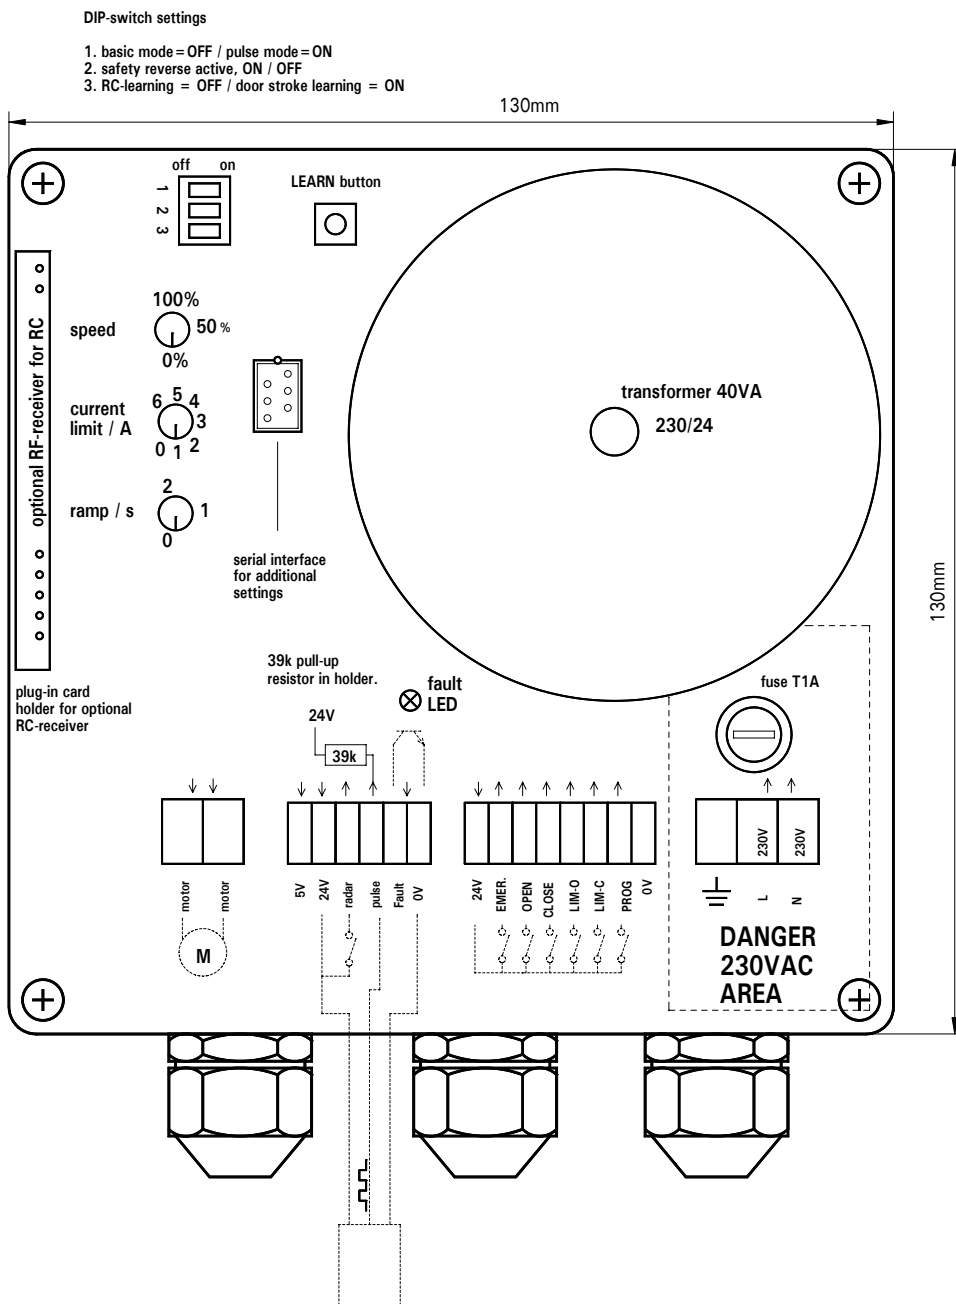 DIP-switch settings
1. basic mode = OFF / pulse mode = ON
2. safety reverse active, ON / OFF
3. RC-learning = OFF / door stroke learning = ON
130mm
off on
1
2
3
LEARN button
optional RF-receiver for RC
speed
100%
50 %
0%
current
limit / A
6 5 4
3
0 1 2
ramp / s
2
1
0
transformer 40VA
230/24
serial interface
for additional
settings
130mm
plug-in card
holder for optional
RC-receiver
39k pull-up
resistor in holder.
fault
LED
24V
39k
fuse T1A
230V
230V
motor
motor
M
5V
24V
radar
pulse
Fault
0V
24V
EMER.
OPEN
CLOSE
LIM-O
LIM-C
PROG
0V
L
N
DANGER
230VAC
AREA